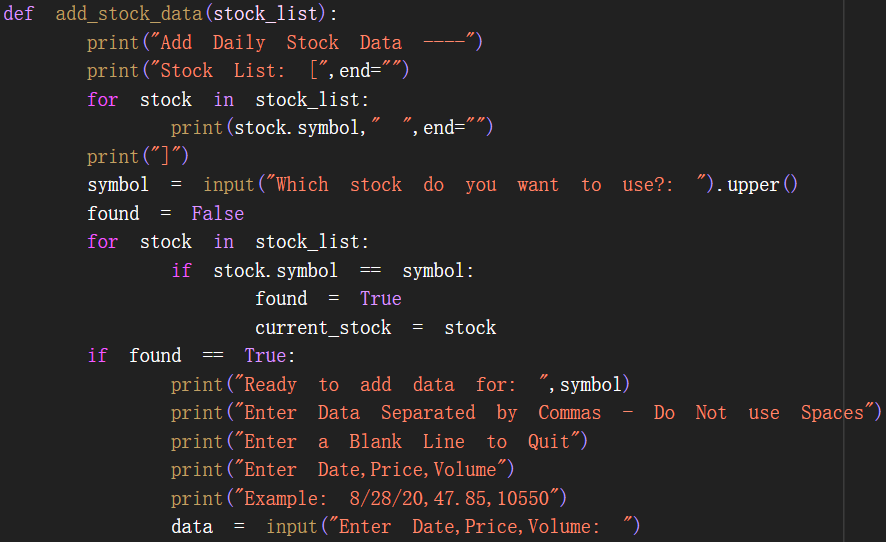 def add_stock_data(stock_list):
print("Add Daily Stock Data ----")
print("Stock List: [",end="")
for stock in stock_list:
print(stock.symbol," ",end="")
print("]")
symbol = input("Which stock do you want to use?: ").upper()
found = False
for stock in stock_list:
if stock.symbol == symbol:
found = True
current_stock = stock
if found == True:
print("Ready to add data for: ",symbol)
print("Enter Data Separated by Commas - Do Not use Spaces")
print("Enter a Blank Line to Quit")
print("Enter Date,Price,Volume")
print("Example: 8/28/20,47.85,10550")
data = input("Enter Date,Price,Volume: ")